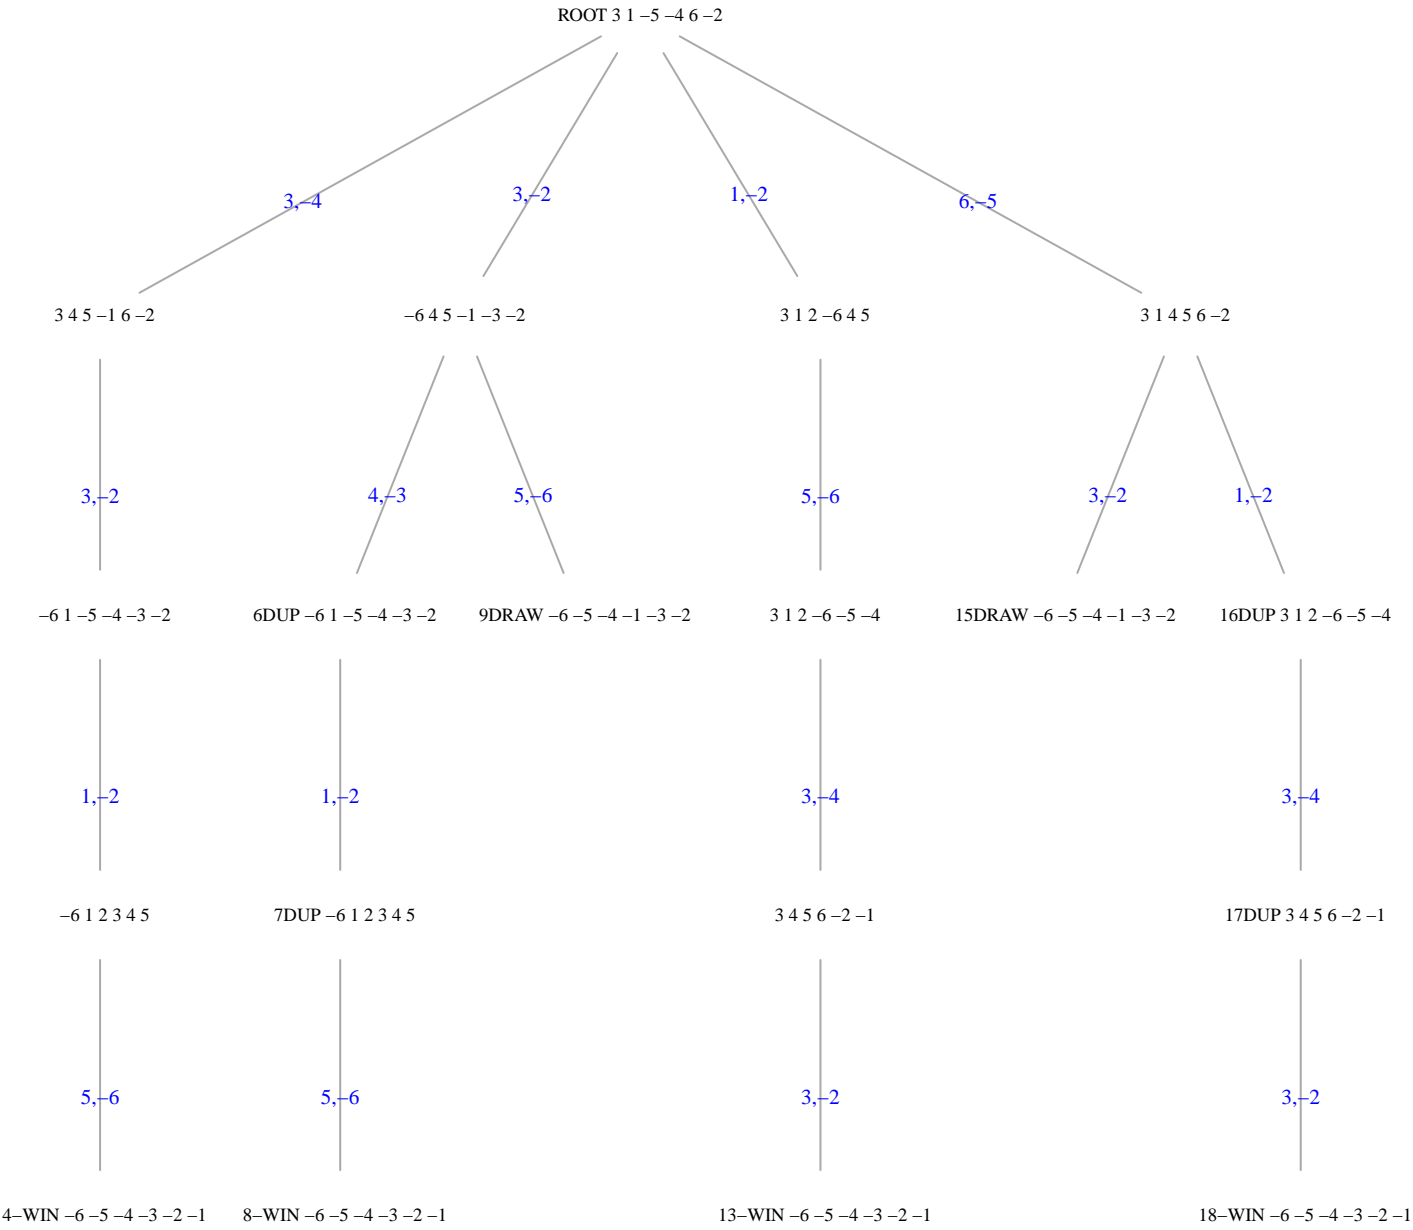 ROOT 3 1 –5 –4 6 –2
3,–4
3,–2
1,–2
6,–5
3 4 5 –1 6 –2
–6 4 5 –1 –3 –2
3 1 2 –6 4 5
3 1 4 5 6 –2
3,–2
4,–3
5,–6
5,–6
3,–2
1,–2
–6 1 –5 –4 –3 –2
6DUP –6 1 –5 –4 –3 –2
9DRAW –6 –5 –4 –1 –3 –2
3 1 2 –6 –5 –4
15DRAW –6 –5 –4 –1 –3 –2
16DUP 3 1 2 –6 –5 –4
1,–2
1,–2
3,–4
3,–4
–6 1 2 3 4 5
7DUP –6 1 2 3 4 5
3 4 5 6 –2 –1
17DUP 3 4 5 6 –2 –1
5,–6
5,–6
3,–2
3,–2
4–WIN –6 –5 –4 –3 –2 –1
8–WIN –6 –5 –4 –3 –2 –1
13–WIN –6 –5 –4 –3 –2 –1
18–WIN –6 –5 –4 –3 –2 –1